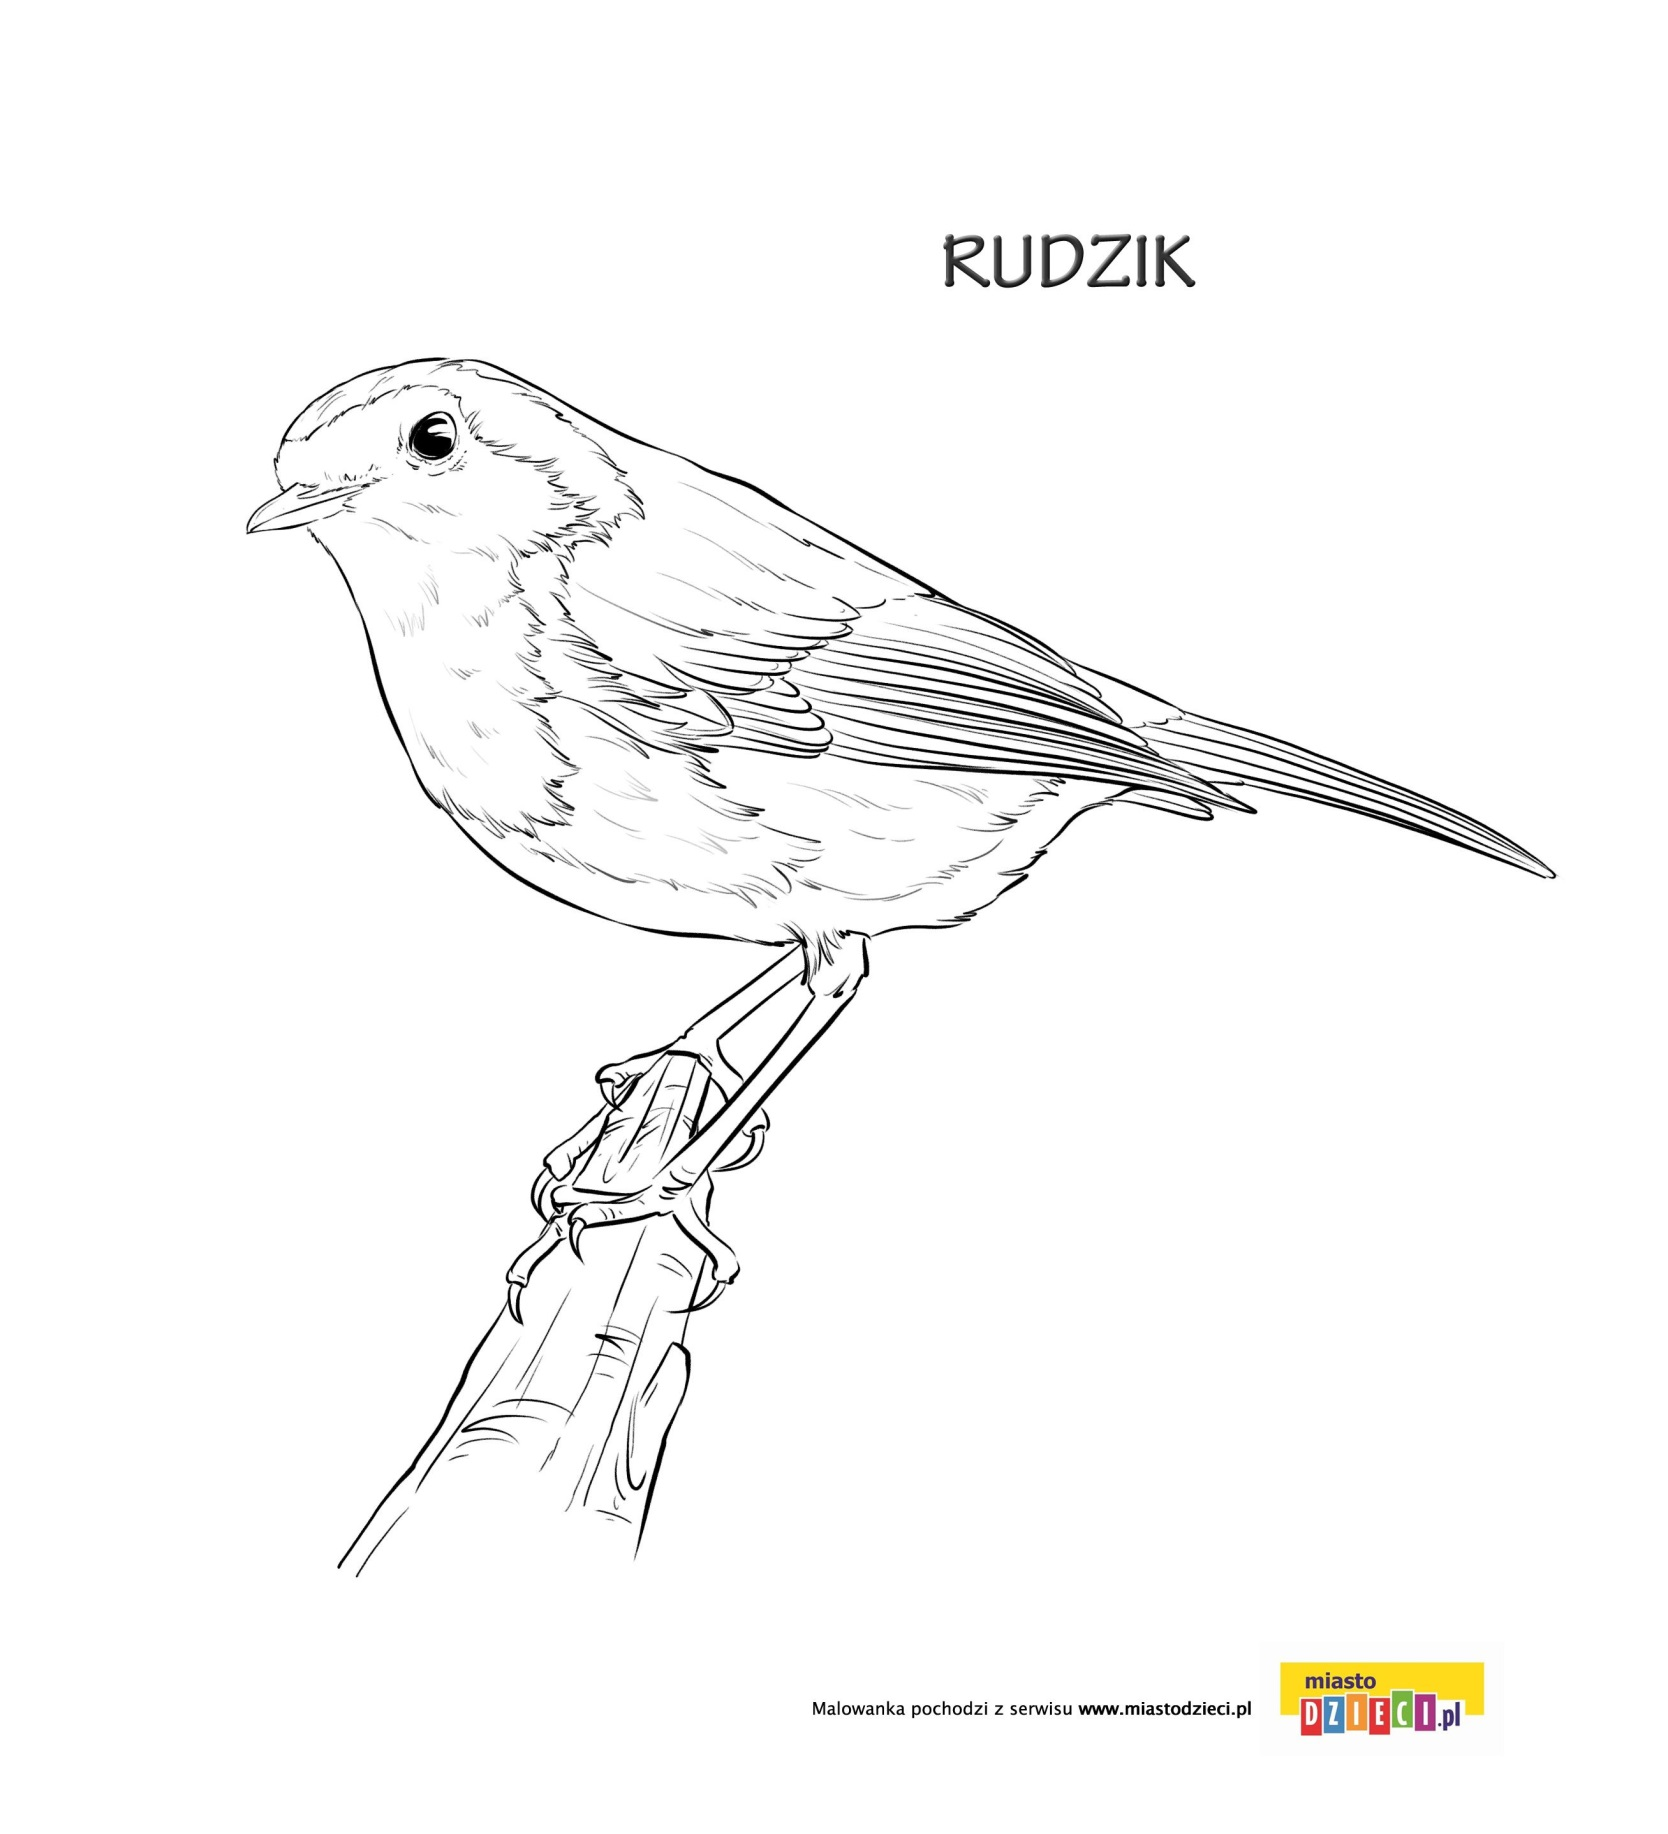 RUDZIK
Malowanka pochodzi z serwisu www.miastodzieci.pl
miasto
DZIECI.pl